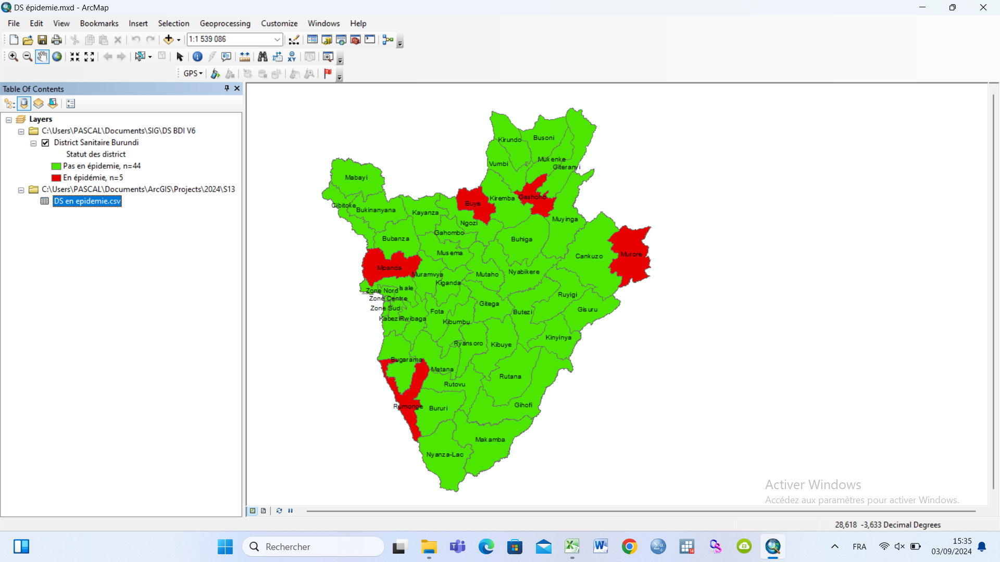 DS épidemie.mxd - ArcMap
File Edit View Bookmarks Insert Selection Geoprocessing Customize Windows Help
1:1 539 086
GPS
Table Of Contents
Layers
C:\Users\PASCAL\Documents\SIG\DS BDI V6
District Sanitaire Burundi
Statut des district
Pas en épidemie, n=44
En épidémie, n=5
C:\Users\PASCAL\Documents\ArcGIS\Projects\2024\S13
DS en epidemie.csv
Kirundo
Busoni
Mukenke
Vumbi
Giteranyi
Mabayi
Gashoho
Kiremba
Buye
Cibitoke
Bukinanyana
Kayanza
Muyinga
Ngozi
Gahombo
Bubanza
Buhiga
Musema
Murore
Cankuzo
Mpanda
Muramvya
Mutaho
Nyabikere
Kiganda
Isale
Zone Nord
Ruyigi
Zone Centre
Gitega
Zone Sud
Fota
Butezi
Gisuru
Kabezi
Rwibaga
Kibumbu
Kinyinya
Ryansoro
Kibuye
Bugarama
Matana
Rutana
Rutovu
Rumonge
Bururi
Gihofi
Makamba
Nyanza-Lac
Activer Windows
Accédez aux paramètres pour activer Windows.
28,618 -3,633 Decimal Degrees
Rechercher
FRA
15:35
03/09/2024